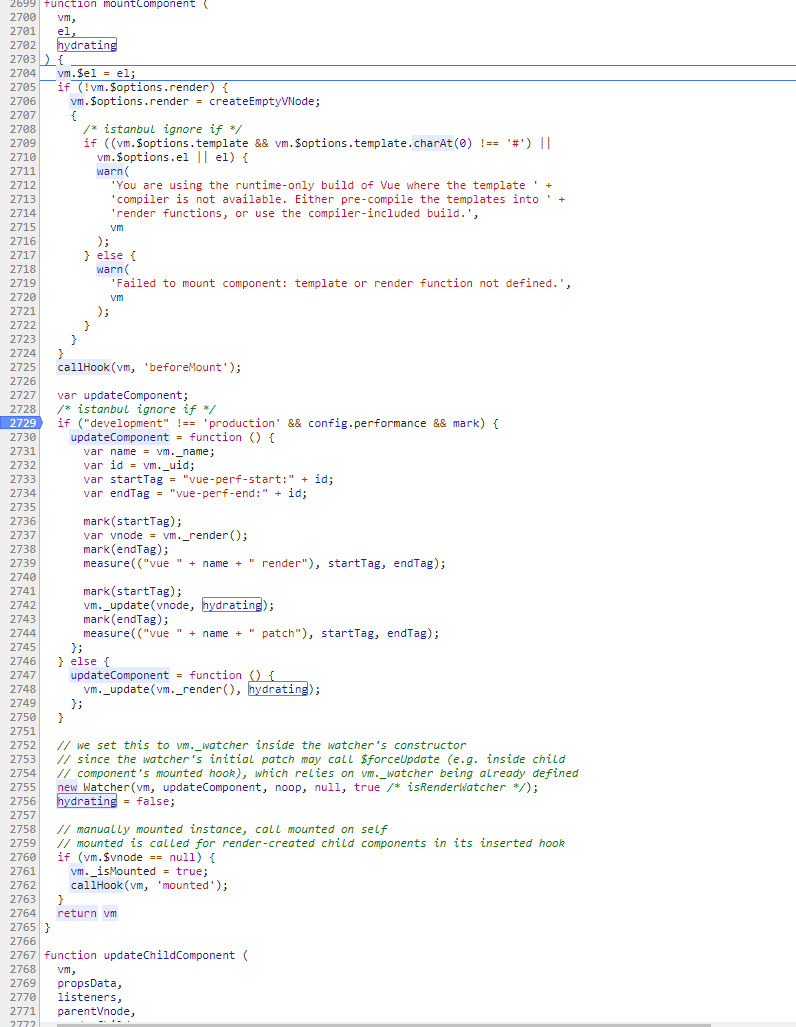 2699 function mountComponent (
2700   vm,
2701   el,
2702   hydrating
2703 ) {
2704   vm.$el = el;
2705   if (!vm.$options.render) {
2706     vm.$options.render = createEmptyVNode;
2707     {
2708       /* istanbul ignore if */
2709       if ((vm.$options.template && vm.$options.template.charAt(0) !== '#') ||
2710         vm.$options.el || el) {
2711         warn(
2712           'You are using the runtime-only build of Vue where the template ' +
2713           'compiler is not available. Either pre-compile the templates into ' +
2714           'render functions, or use the compiler-included build.',
2715           vm
2716         );
2717       } else {
2718         warn(
2719           'Failed to mount component: template or render function not defined.',
2720           vm
2721         );
2722       }
2723     }
2724   }
2725   callHook(vm, 'beforeMount');
2726
2727   var updateComponent;
2728   /* istanbul ignore if */
2729   if ("development" !== 'production' && config.performance && mark) {
2730     updateComponent = function () {
2731       var name = vm._name;
2732       var id = vm._uid;
2733       var startTag = "vue-perf-start:" + id;
2734       var endTag = "vue-perf-end:" + id;
2735
2736       mark(startTag);
2737       var vnode = vm._render();
2738       mark(endTag);
2739       measure(("vue " + name + " render"), startTag, endTag);
2740
2741       mark(startTag);
2742       vm._update(vnode, hydrating);
2743       mark(endTag);
2744       measure(("vue " + name + " patch"), startTag, endTag);
2745     };
2746   } else {
2747     updateComponent = function () {
2748       vm._update(vm._render(), hydrating);
2749     };
2750   }
2751
2752   // we set this to vm._watcher inside the watcher's constructor
2753   // since the watcher's initial patch may call $forceUpdate (e.g. inside child
2754   // component's mounted hook), which relies on vm._watcher being already defined
2755   new Watcher(vm, updateComponent, noop, null, true /* isRenderWatcher */);
2756   hydrating = false;
2757
2758   // manually mounted instance, call mounted on self
2759   // mounted is called for render-created child components in its inserted hook
2760   if (vm.$vnode == null) {
2761     vm._isMounted = true;
2762     callHook(vm, 'mounted');
2763   }
2764   return vm
2765 }
2766
2767 function updateChildComponent (
2768   vm,
2769   propsData,
2770   listeners,
2771   parentVnode,
2772